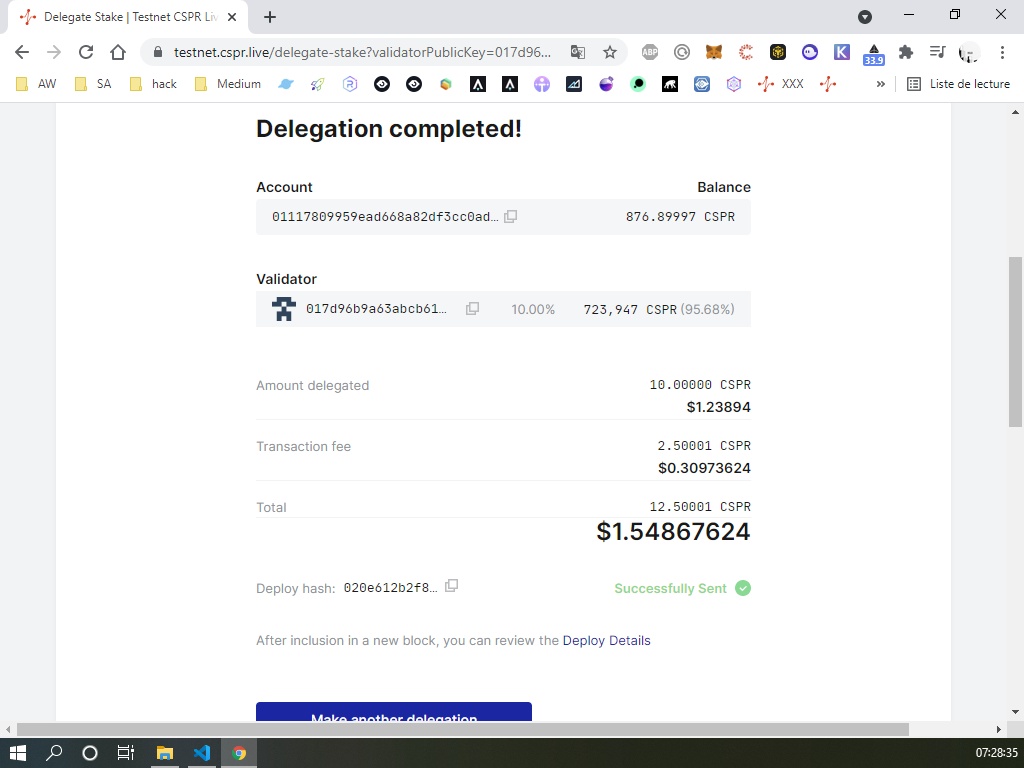 Delegate Stake | Testnet CSPR Liv
testnet.cspr.live/delegate-stake?validatorPublicKey=017d96...
ABP
K
33.9
AW
SA
hack
Medium
XXX
»
Liste de lecture
Delegation completed!
Account Balance
01117809959ead668a82df3cc0ad… 876.89997 CSPR
Validator
017d96b9a63abcb61… 10.00% 723,947 CSPR (95.68%)
Amount delegated 10.00000 CSPR
$1.23894
Transaction fee 2.50001 CSPR
$0.30973624
Total 12.50001 CSPR
$1.54867624
Deploy hash: 020e612b2f8… Successfully Sent
After inclusion in a new block, you can review the Deploy Details
Make another delegation
07:28:35